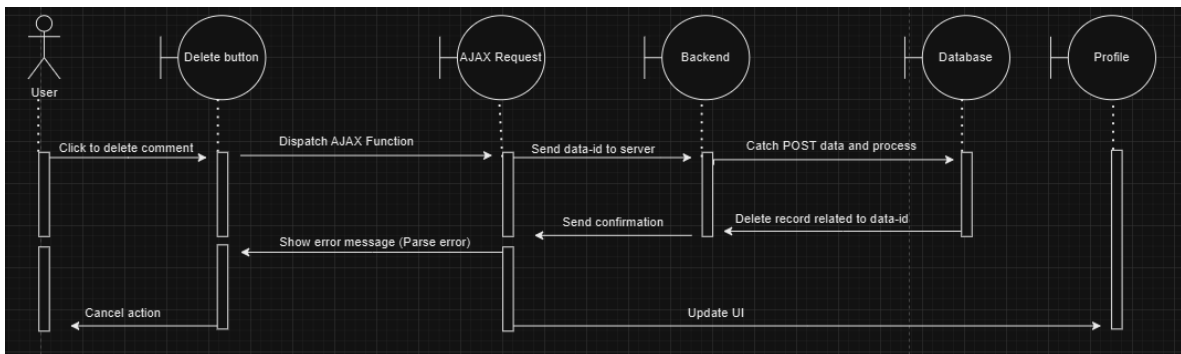 Delete button
AJAX Request
Backend
Database
Profile
User
Click to delete comment
Dispatch AJAX Function
Send data-id to server
Catch POST data and process
Send confirmation
Delete record related to data-id
Show error message (Parse error)
Cancel action
Update UI